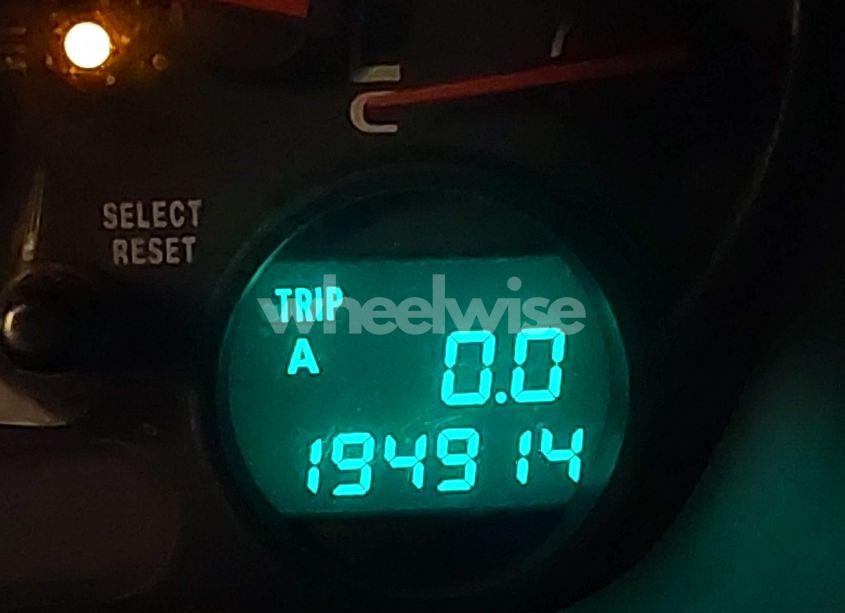 C
SELECT
RESET
wheelwise
TRIP
A 0.0
194914